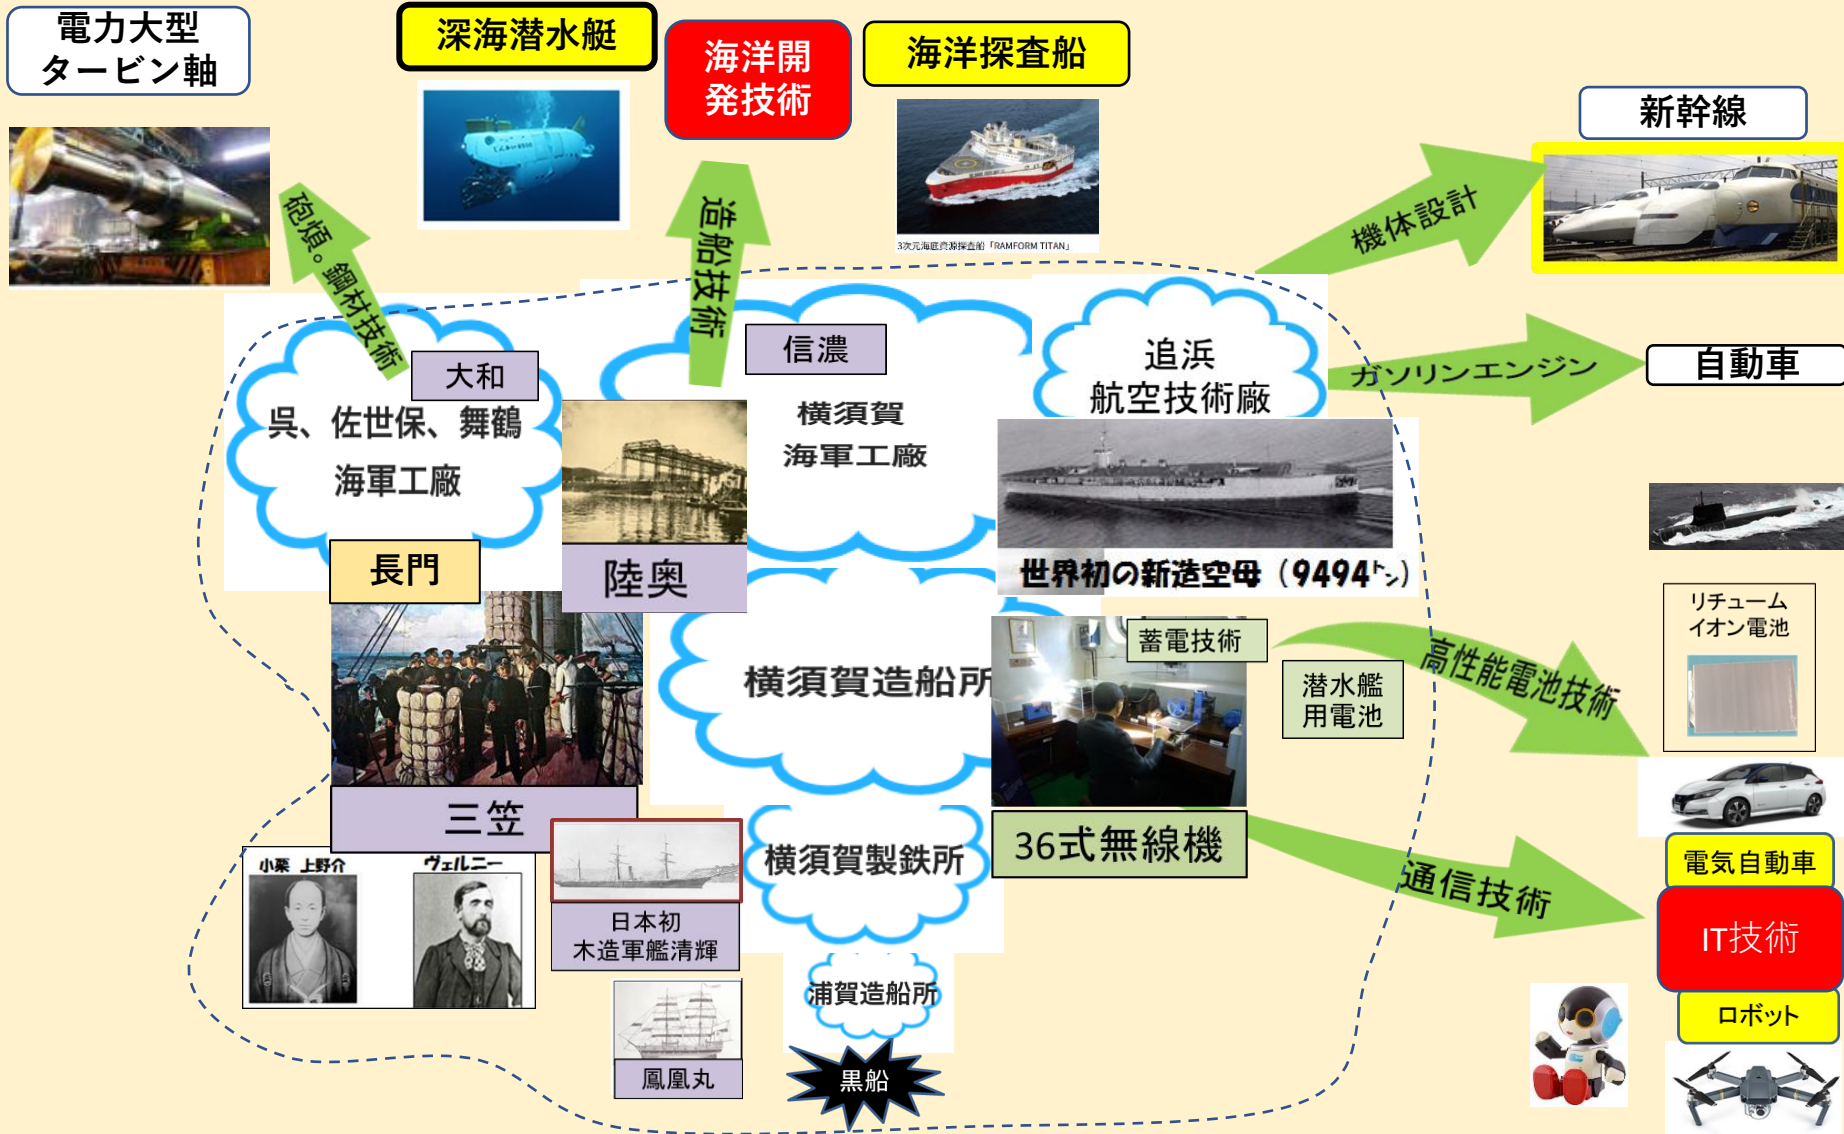 電力大型
タービン軸
深海潜水艇
海洋開
発技術
海洋探査船
新幹線
3次元海底資源探査船「RAMFORM TITAN」
砲熕。鋼材技術
造船技術
機体設計
ガソリンエンジン
自動車
大和
信濃
追浜
航空技術廠
呉、佐世保、舞鶴
海軍工廠
横須賀
海軍工廠
長門
陸奥
世界初の新造空母（9494㌧）
リチューム
イオン電池
蓄電技術
潜水艦
用電池
高性能電池技術
横須賀造船所
三笠
36式無線機
通信技術
電気自動車
IT技術
ロボット
小栗 上野介
ヴェルニー
横須賀製鉄所
日本初
木造軍艦清輝
浦賀造船所
鳳凰丸
黒船